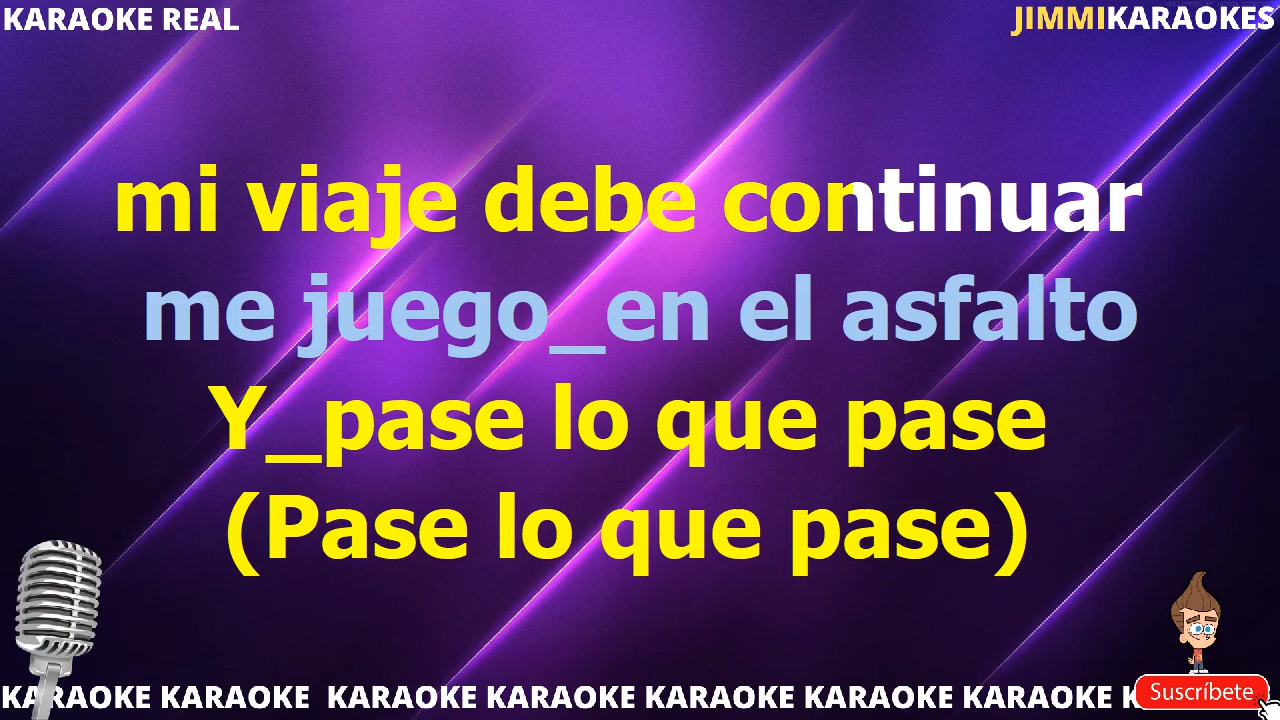 KARAOKE REAL
JIMMIKARAOKES
mi viaje debe continuar
me juego_en el asfalto
Y_pase lo que pase
(Pase lo que pase)
KARAOKE KARAOKE KARAOKE KARAOKE KARAOKE KARAOKE KARAOKE K
Suscríbete